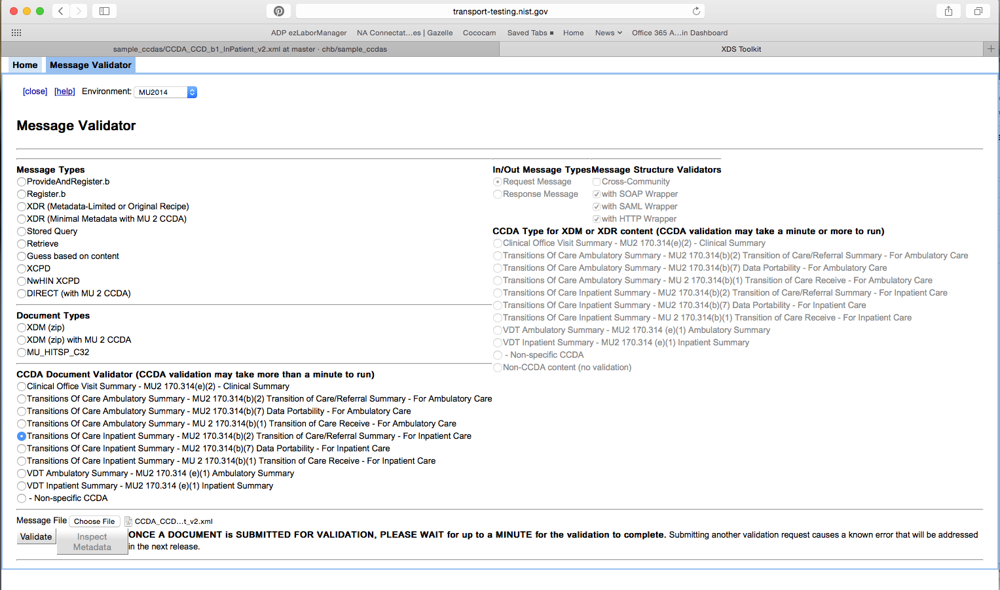 transport-testing.nist.gov
ADP ezLaborManager NA Connectat...es | Gazelle Cococam Saved Tabs Home News Office 365 A...in Dashboard
sample_ccdas/CCDA_CCD_b1_InPatient_v2.xml at master · chb/sample_ccdas
XDS Toolkit
Home Message Validator
[close] [help] Environment: MU2014
Message Validator
Message Types
ProvideAndRegister.b
Register.b
XDR (Metadata-Limited or Original Recipe)
XDR (Minimal Metadata with MU 2 CCDA)
Stored Query
Retrieve
Guess based on content
XCPD
NwHIN XCPD
DIRECT (with MU 2 CCDA)
Document Types
XDM (zip)
XDM (zip) with MU 2 CCDA
MU_HITSP_C32
CCDA Document Validator (CCDA validation may take more than a minute to run)
Clinical Office Visit Summary - MU2 170.314(e)(2) - Clinical Summary
Transitions Of Care Ambulatory Summary - MU2 170.314(b)(2) Transition of Care/Referral Summary - For Ambulatory Care
Transitions Of Care Ambulatory Summary - MU2 170.314(b)(7) Data Portability - For Ambulatory Care
Transitions Of Care Ambulatory Summary - MU 2 170.314(b)(1) Transition of Care Receive - For Ambulatory Care
Transitions Of Care Inpatient Summary - MU2 170.314(b)(2) Transition of Care/Referral Summary - For Inpatient Care
Transitions Of Care Inpatient Summary - MU2 170.314(b)(7) Data Portability - For Inpatient Care
Transitions Of Care Inpatient Summary - MU 2 170.314(b)(1) Transition of Care Receive - For Inpatient Care
VDT Ambulatory Summary - MU2 170.314 (e)(1) Ambulatory Summary
VDT Inpatient Summary - MU2 170.314 (e)(1) Inpatient Summary
- Non-specific CCDA
In/Out Message Types
Request Message
Response Message
Message Structure Validators
Cross-Community
with SOAP Wrapper
with SAML Wrapper
with HTTP Wrapper
CCDA Type for XDM or XDR content (CCDA validation may take a minute or more to run)
Clinical Office Visit Summary - MU2 170.314(e)(2) - Clinical Summary
Transitions Of Care Ambulatory Summary - MU2 170.314(b)(2) Transition of Care/Referral Summary - For Ambulatory Care
Transitions Of Care Ambulatory Summary - MU2 170.314(b)(7) Data Portability - For Ambulatory Care
Transitions Of Care Ambulatory Summary - MU 2 170.314(b)(1) Transition of Care Receive - For Ambulatory Care
Transitions Of Care Inpatient Summary - MU2 170.314(b)(2) Transition of Care/Referral Summary - For Inpatient Care
Transitions Of Care Inpatient Summary - MU2 170.314(b)(7) Data Portability - For Inpatient Care
Transitions Of Care Inpatient Summary - MU 2 170.314(b)(1) Transition of Care Receive - For Inpatient Care
VDT Ambulatory Summary - MU2 170.314 (e)(1) Ambulatory Summary
VDT Inpatient Summary - MU2 170.314 (e)(1) Inpatient Summary
- Non-specific CCDA
Non-CCDA content (no validation)
Message File Choose File CCDA_CCD...t_v2.xml
Validate
Inspect
Metadata
ONCE A DOCUMENT is SUBMITTED FOR VALIDATION, PLEASE WAIT for up to a MINUTE for the validation to complete. Submitting another validation request causes a known error that will be addressed
in the next release.